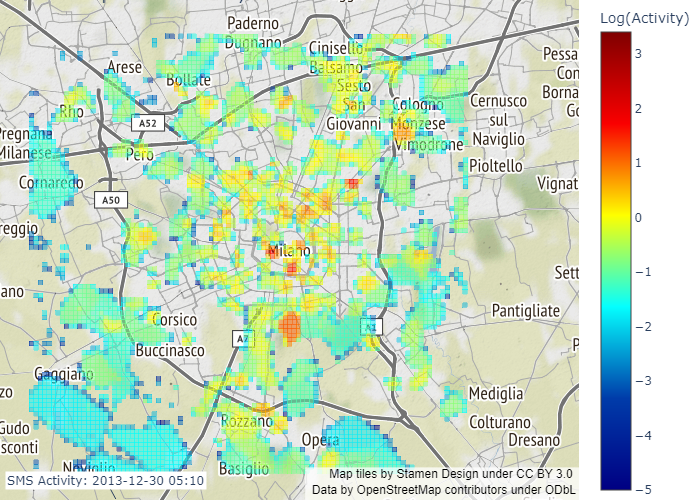 Log(Activity)
3
2
1
0
−1
−2
−3
−4
−5
Paderno
Dugnano
Cinisello
Balsamo
Arese
Bollate
Sesto
San
Giovanni
Cologno
Monzese
Vimodrone
Cernusco
sul
Naviglio
Pioltello
Pessa
Con
Borna
Go
Rho
A52
Pero
Pregnana
Milanese
Cornaredo
A50
Vignat
reggio
Milano
Sett
ano
Corsico
Buccinasco
A7
A1
Pantigliate
P
Gaggiano
zo
Gudo
sconti
Mediglia
Colturano
Dresano
Rozzano
Opera
Noviglio
Basiglio
SMS Activity: 2013-12-30 05:10
Map tiles by Stamen Design under CC BY 3.0
Data by OpenStreetMap contributors under ODbL